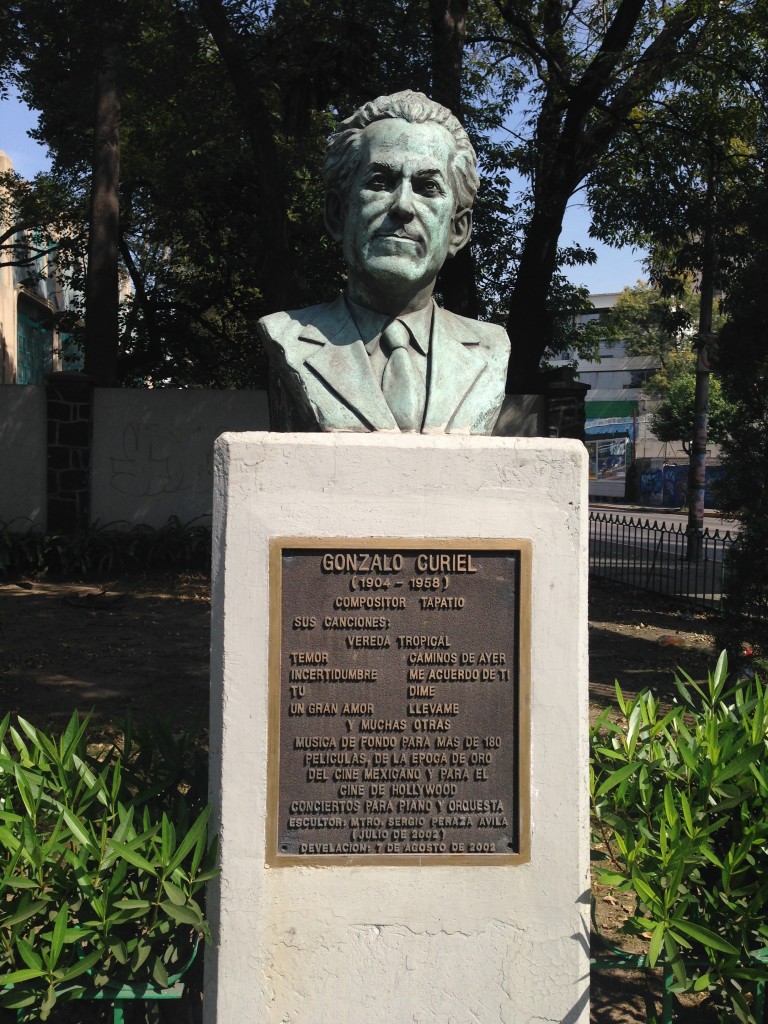 GONZALO CURIEL
(1904 - 1958)
COMPOSITOR TAPATIO
SUS CANCIONES:
VEREDA TROPICAL
TEMOR CAMINOS DE AYER
INCERTIDUMBRE ME ACUERDO DE TI
TU DIME
UN GRAN AMOR LLEVAME
Y MUCHAS OTRAS
MUSICA DE FONDO PARA MAS DE 180
PELICULAS, DE LA EPOCA DE ORO
DEL CINE MEXICANO Y PARA EL
CINE DE HOLLYWOOD
CONCIERTOS PARA PIANO Y ORQUESTA
ESCULTOR: MTRO. SERGIO PERAZA AVILA
(JULIO DE 2002)
DEVELACION: 7 DE AGOSTO DE 2002